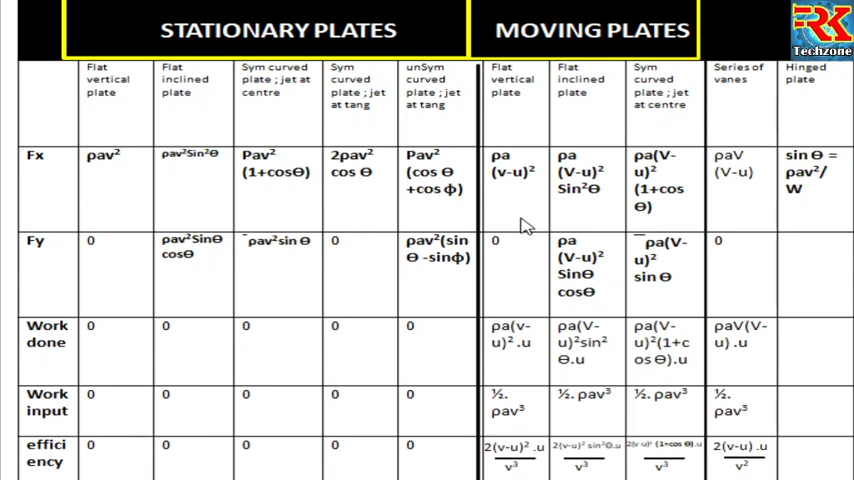 STATIONARY PLATES
MOVING PLATES
RK
Techzone
Flat vertical plate
Flat inclined plate
Sym curved plate ; jet at centre
Sym curved plate ; jet at tang
unSym curved plate ; jet at tang
Flat vertical plate
Flat inclined plate
Sym curved plate ; jet at centre
Series of vanes
Hinged plate
Fx
ρav²
ρav²Sin²Θ
Ραv²
(1+cosΘ)
2ρav²
cos Θ
Ραv²
(cos Θ
+cos ϕ)
ρa
(v-u)²
ρa
(V-u)²
Sin²Θ
ρa(V-
u)²
(1+cos
Θ)
ρaV
(V-u)
sin Θ =
ρav²/
W
Fy
0
ρav²SinΘ
cosΘ
‾ρav²sin Θ
0
ρav²(sin
Θ -sinϕ)
0
ρa
(V-u)²
SinΘ
cosΘ
‾ρa(V-
u)²
sin Θ
0
Work
done
0
0
0
0
0
ρa(v-
u)² .u
ρa(V-
u)²sin²
Θ.u
ρa(V-
u)²(1+c
os Θ).u
ρaV(V-
u) .u
Work
input
0
0
0
0
0
½.
ρav³
½. ρav³
½. ρav³
½.
ρav³
effici
ency
0
0
0
0
0
2(v-u)² .u
v³
2(v-u)² sin²Θ.u
v³
2(v-u)² (1+cos Θ).u
v³
2(v-u) .u
v²